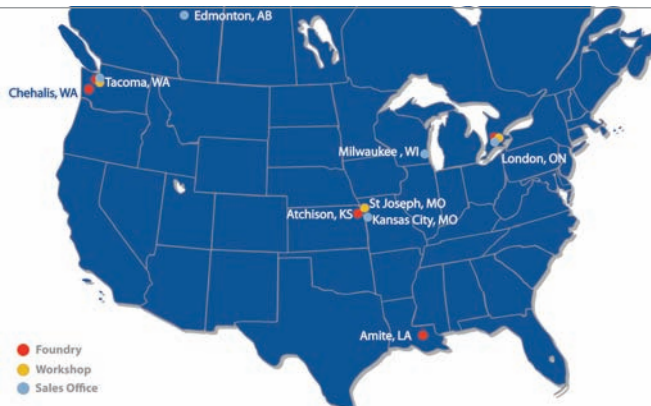 Edmonton, AB
Tacoma, WA
Chehalis, WA
Milwaukee , WI
London, ON
St Joseph, MO
Atchison, KS
Kansas City, MO
Amite, LA
Foundry
Workshop
Sales Office